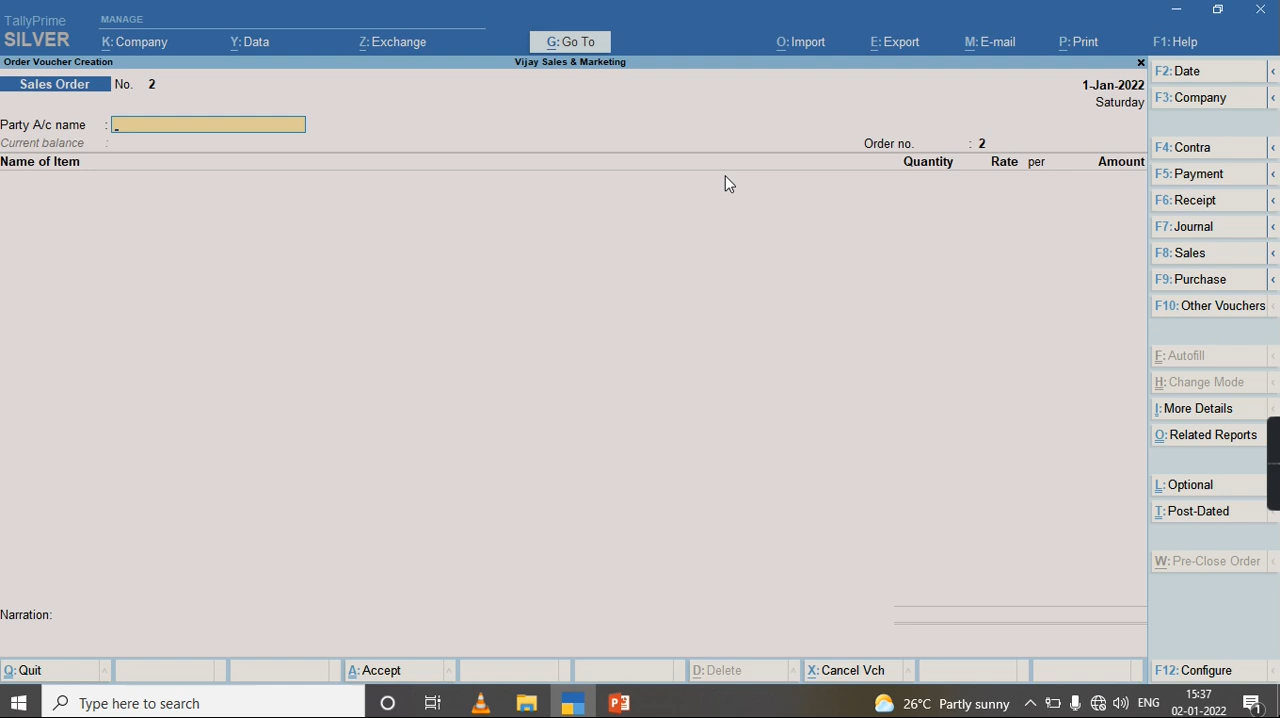 TallyPrime
MANAGE
SILVER
K: Company
Y: Data
Z: Exchange
G: Go To
O: Import
E: Export
M: E-mail
P: Print
F1: Help
Order Voucher Creation
Vijay Sales & Marketing
F2: Date
Sales Order No. 2
1-Jan-2022
F3: Company
Saturday
Party A/c name :
Current balance :
Order no. : 2
F4: Contra
Name of Item
Quantity
Rate per
Amount
F5: Payment
F6: Receipt
F7: Journal
F8: Sales
F9: Purchase
F10: Other Vouchers
F: Autofill
H: Change Mode
I: More Details
O: Related Reports
L: Optional
T: Post-Dated
W: Pre-Close Order
Narration:
Q: Quit
A: Accept
D: Delete
X: Cancel Vch
F12: Configure
Type here to search
26°C Partly sunny
ENG
15:37
02-01-2022
1